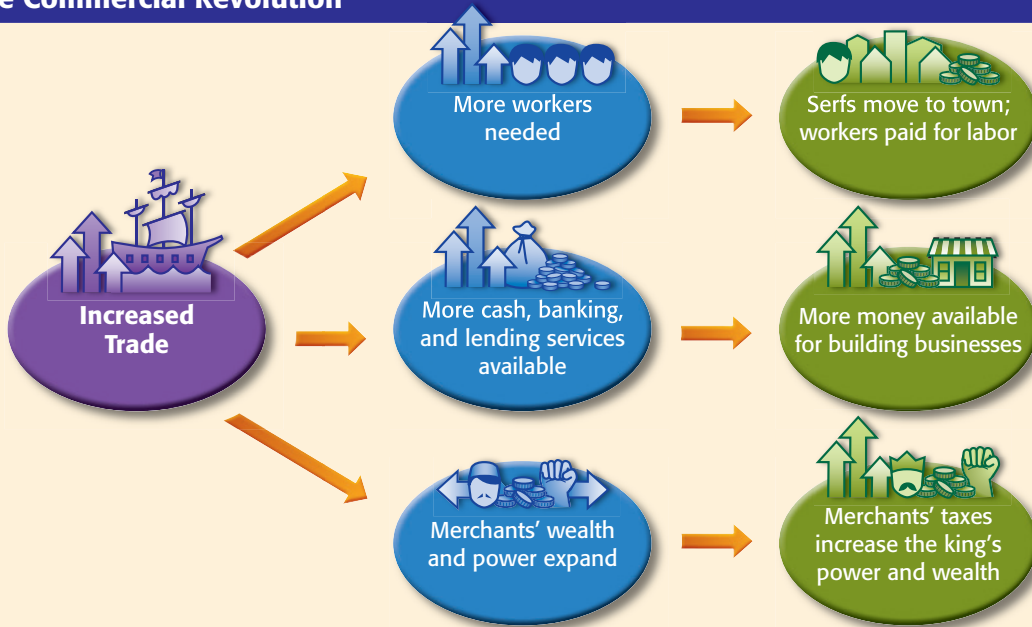 e Commercial Revolution
More workers
needed
Serfs move to town;
workers paid for labor
Increased
Trade
More cash, banking,
and lending services
available
More money available
for building businesses
Merchants’ wealth
and power expand
Merchants’ taxes
increase the king’s
power and wealth